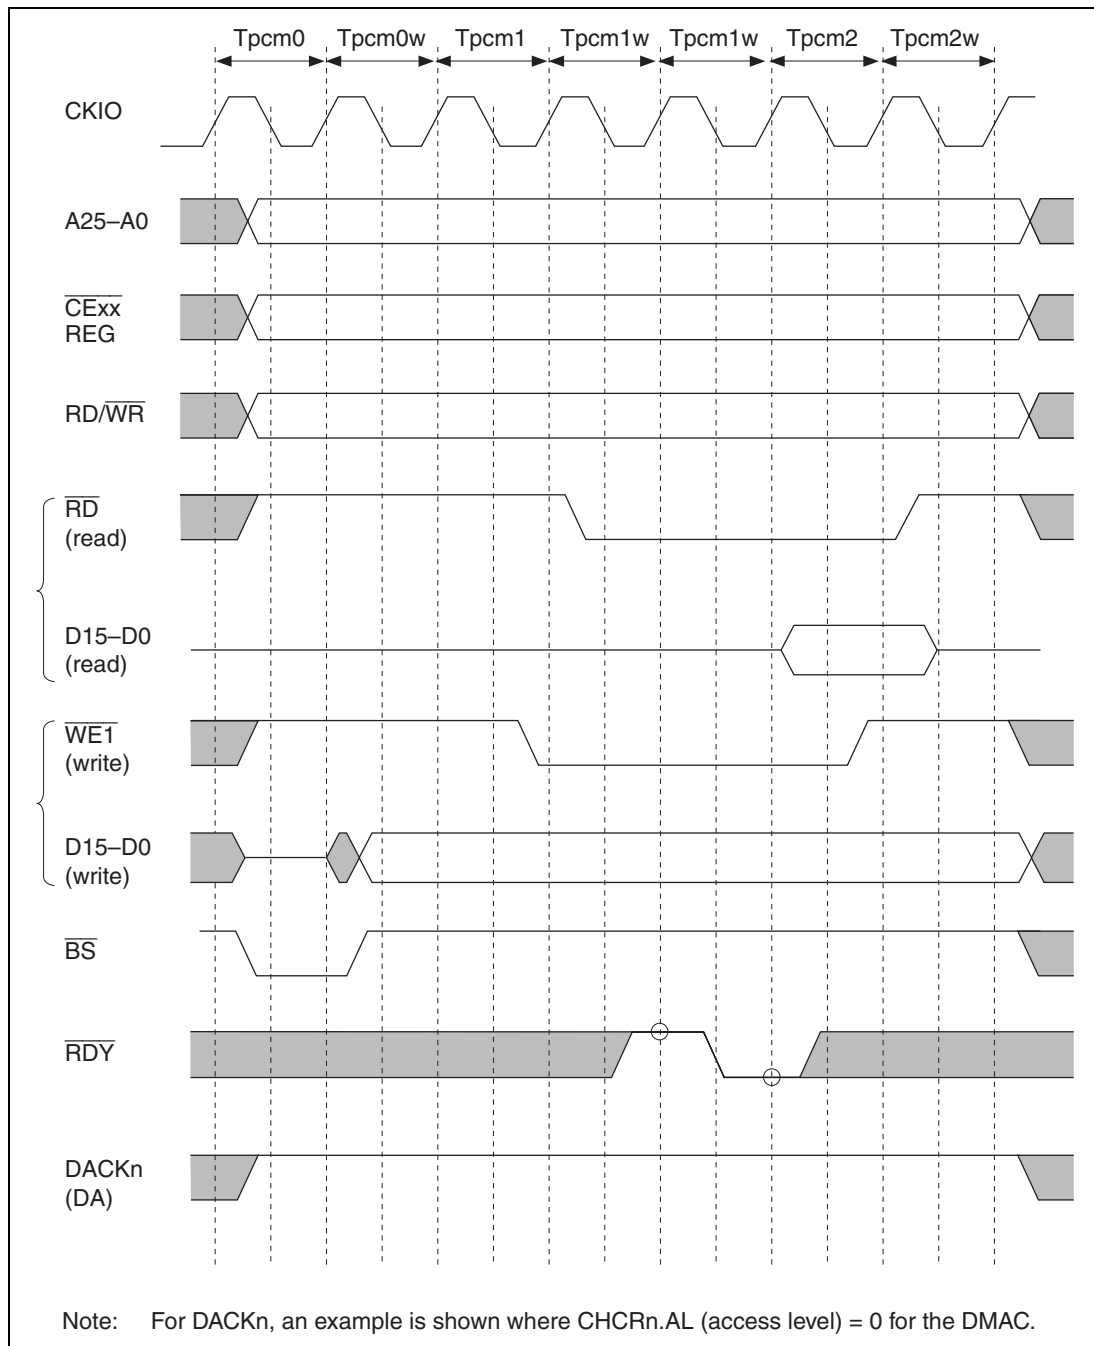 Tpcm0 Tpcm0w Tpcm1 Tpcm1w Tpcm1w Tpcm2 Tpcm2w
CKIO
A25–A0
CExx
REG
RD/WR
RD
(read)
D15–D0
(read)
WE1
(write)
D15–D0
(write)
BS
RDY
DACKn
(DA)
Note: For DACKn, an example is shown where CHCRn.AL (access level) = 0 for the DMAC.